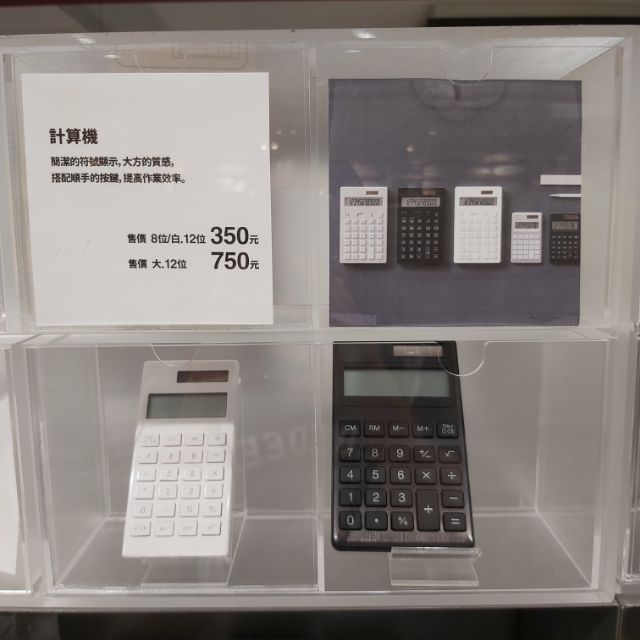 計算機
簡潔的符號顯示，大方的質感，
搭配順手的按鍵，提高作業效率。
售價 8位/白.12位 350元
售價 大.12位 750元
CM RM M- M+
7 8 9 +/- √
4 5 6 × ÷
1 2 3 + -
0 • % =